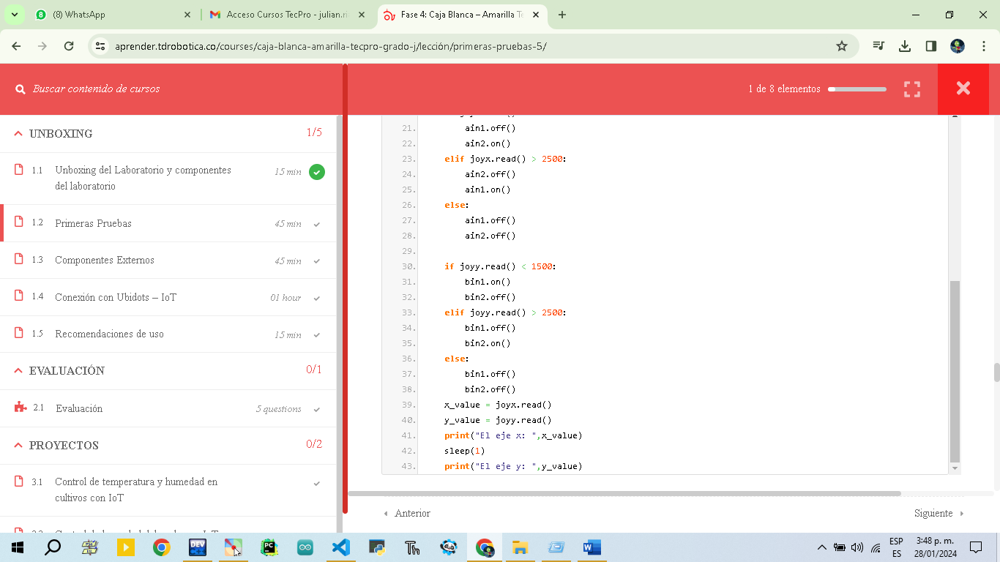 (8) WhatsApp
Acceso Cursos TecPro - julian.ri
Fase 4: Caja Blanca – Amarilla Te
aprender.tdrobotica.co/courses/caja-blanca-amarilla-tecpro-grado-j/lección/primeras-pruebas-5/
Buscar contenido de cursos
1 de 8 elementos
UNBOXING 1/5
1.1 Unboxing del Laboratorio y componentes del laboratorio 15 min
1.2 Primeras Pruebas 45 min
1.3 Componentes Externos 45 min
1.4 Conexión con Ubidots – IoT 01 hour
1.5 Recomendaciones de uso 15 min
EVALUACIÓN 0/1
2.1 Evaluación 5 questions
PROYECTOS 0/2
3.1 Control de temperatura y humedad en cultivos con IoT
21. ain1.off()
22. ain2.on()
23. elif joyx.read() > 2500:
24. ain2.off()
25. ain1.on()
26. else:
27. ain1.off()
28. ain2.off()
29.
30. if joyy.read() < 1500:
31. bin1.on()
32. bin2.off()
33. elif joyy.read() > 2500:
34. bin1.off()
35. bin2.on()
36. else:
37. bin1.off()
38. bin2.off()
39. x_value = joyx.read()
40. y_value = joyy.read()
41. print("El eje x: ",x_value)
42. sleep(1)
43. print("El eje y: ",y_value)
Anterior
Siguiente
DEV
PC
Th
W
ESP
ES
3:48 p. m.
28/01/2024